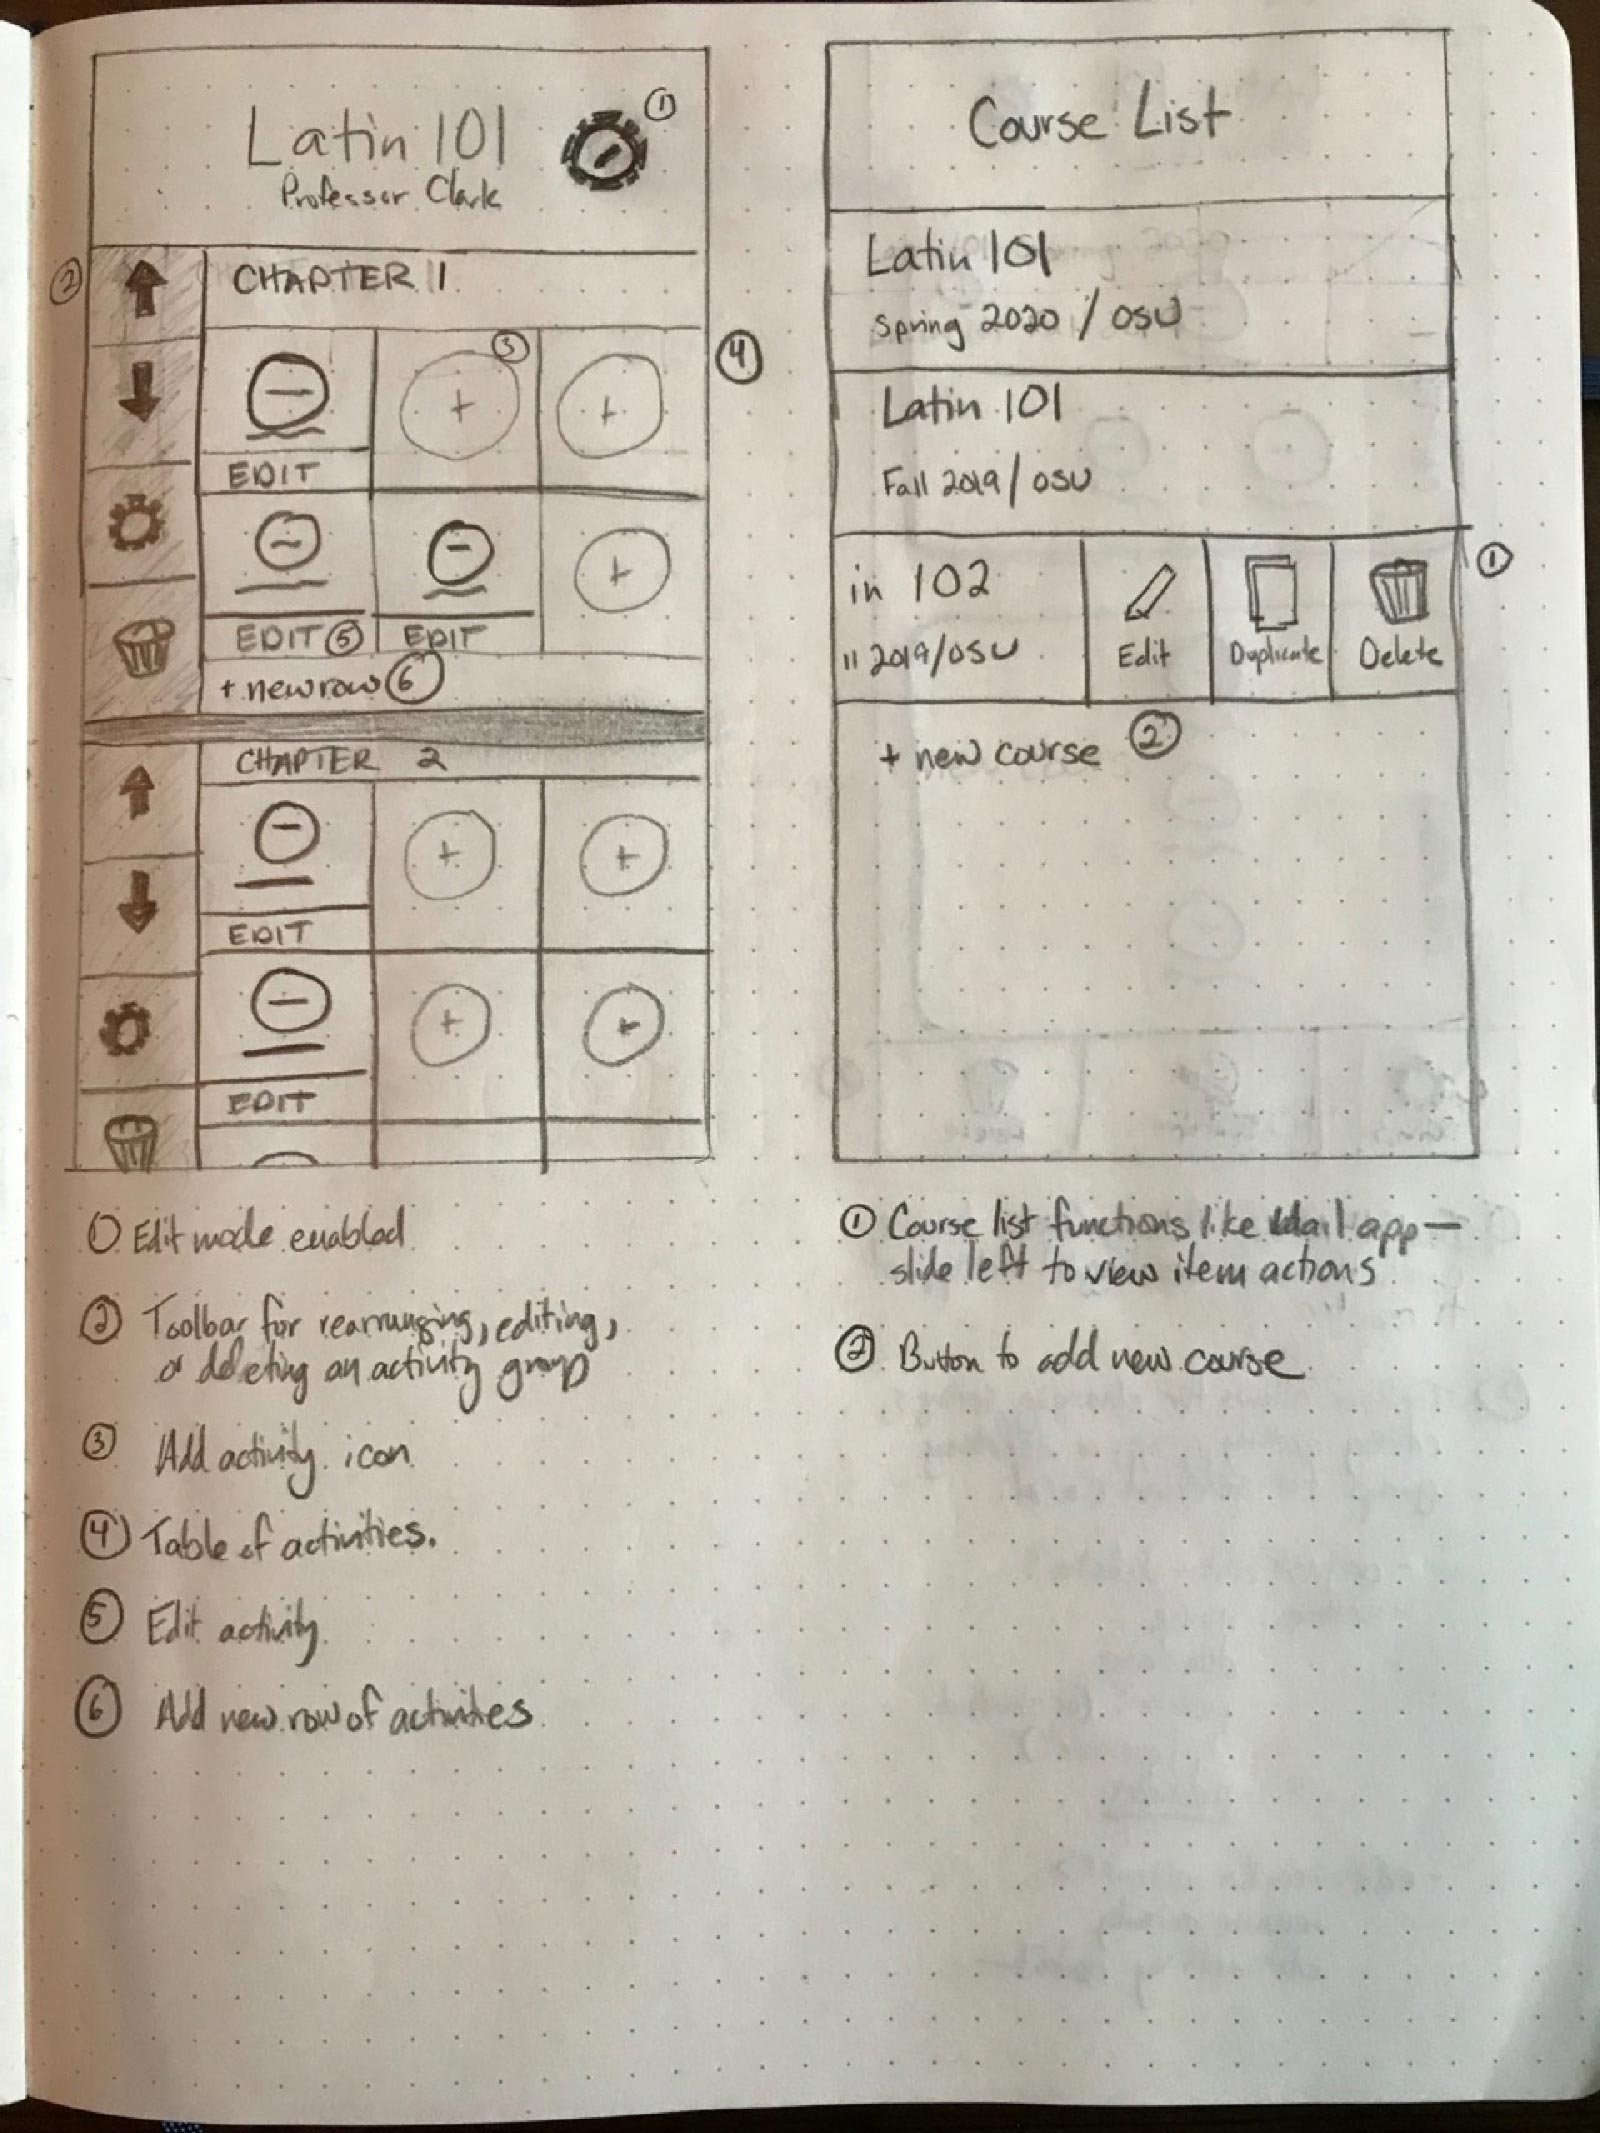 Latin 101
①
Professor Clark
②
CHAPTER 1
③
④
EDIT
EDIT ⑤
EDIT
+ new row ⑥
CHAPTER 2
EDIT
EDIT
① Edit mode enabled
② Toolbar for rearranging, editing,
or deleting an activity group
③ Add activity icon
④ Table of activities.
⑤ Edit activity
⑥ Add new row of activities
Course List
Latin 101
Spring 2020 / OSU
Latin 101
Fall 2019 / OSU
in 102
ll 2019/OSU
Edit
Duplicate
Delete
①
+ new course ②
① Course list functions like Mail app —
slide left to view item actions
② Button to add new course